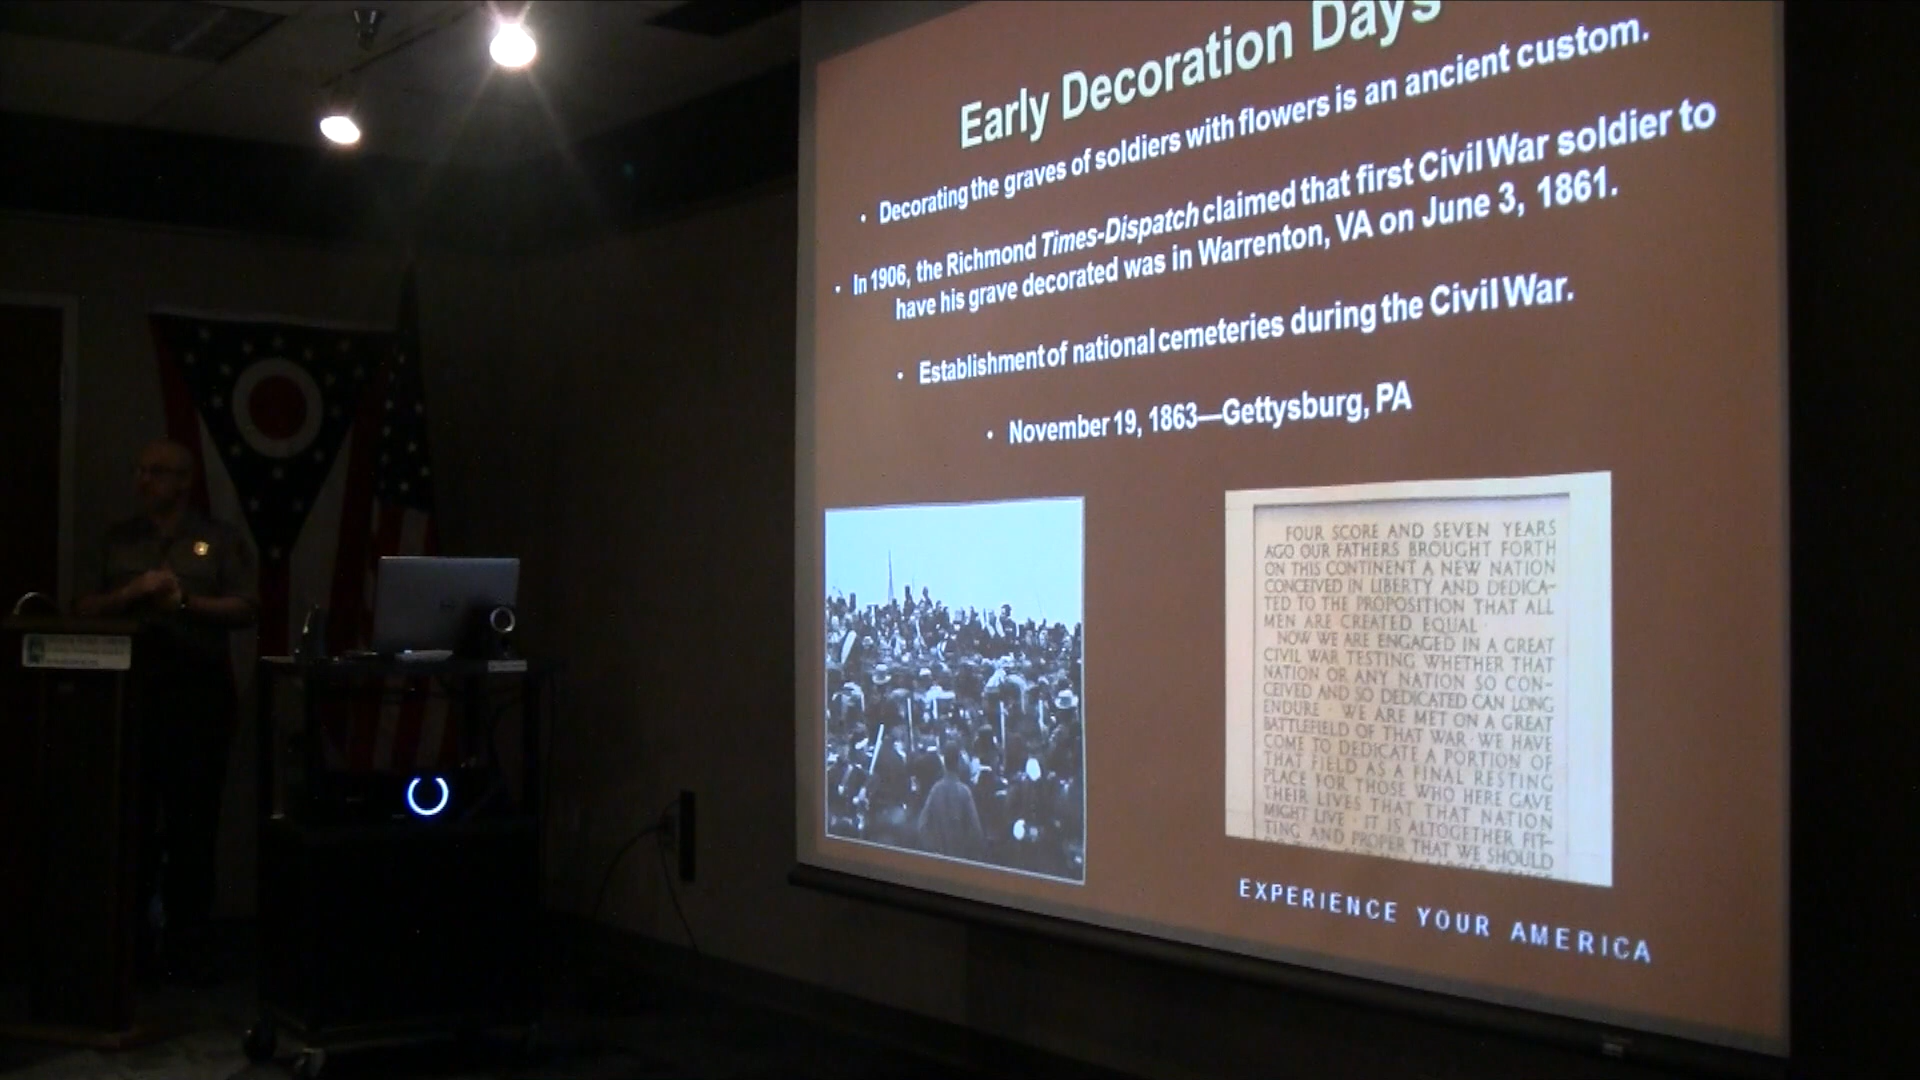 Early Decoration Days
• Decorating the graves of soldiers with flowers is an ancient custom.
• In 1906, the Richmond Times-Dispatch claimed that first Civil War soldier to
have his grave decorated was in Warrenton, VA on June 3, 1861.
• Establishment of national cemeteries during the Civil War.
• November 19, 1863—Gettysburg, PA
FOUR SCORE AND SEVEN YEARS
AGO OUR FATHERS BROUGHT FORTH
ON THIS CONTINENT A NEW NATION
CONCEIVED IN LIBERTY AND DEDICA-
TED TO THE PROPOSITION THAT ALL
MEN ARE CREATED EQUAL ·
NOW WE ARE ENGAGED IN A GREAT
CIVIL WAR TESTING WHETHER THAT
NATION OR ANY NATION SO CON-
CEIVED AND SO DEDICATED CAN LONG
ENDURE · WE ARE MET ON A GREAT
BATTLEFIELD OF THAT WAR · WE HAVE
COME TO DEDICATE A PORTION OF
THAT FIELD AS A FINAL RESTING
PLACE FOR THOSE WHO HERE GAVE
THEIR LIVES THAT THAT NATION
MIGHT LIVE · IT IS ALTOGETHER FIT-
TING AND PROPER THAT WE SHOULD
EXPERIENCE YOUR AMERICA